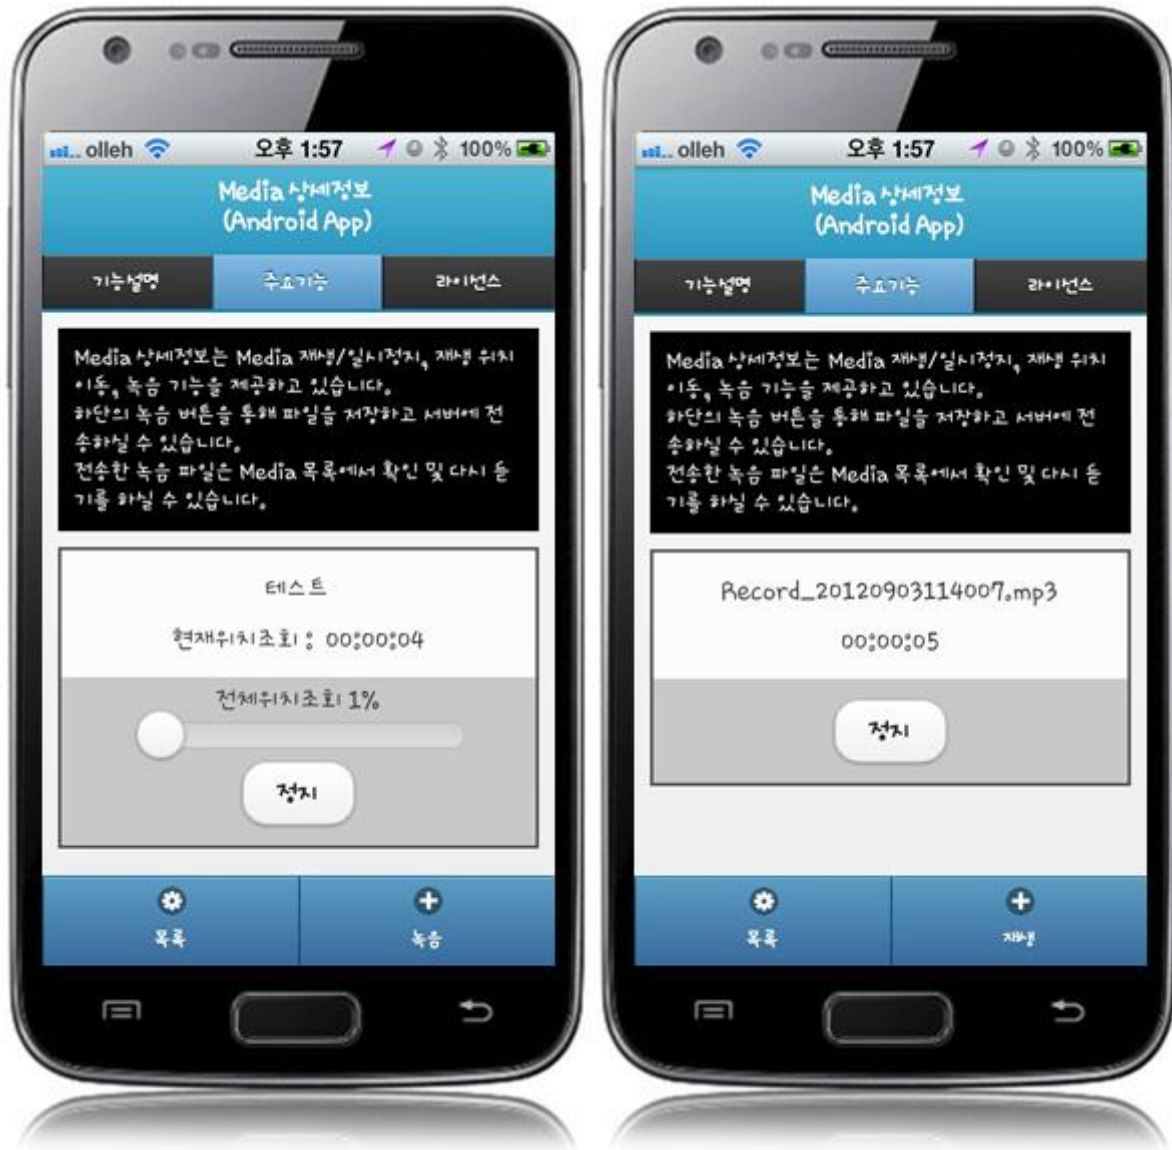 olleh 오후 1:57 100%
Media 상세정보
(Android App)
기능설명 주요기능 라이선스
Media 상세정보는 Media 재생/일시정지, 재생 위치
이동, 녹음 기능을 제공하고 있습니다.
하단의 녹음 버튼을 통해 파일을 저장하고 서버에 전
송하실 수 있습니다.
전송한 녹음 파일은 Media 목록에서 확인 및 다시 듣
기를 하실 수 있습니다.
테스트
현재위치조회 : 00:00:04
전체위치조회 1%
정지
목록 녹음
olleh 오후 1:57 100%
Media 상세정보
(Android App)
기능설명 주요기능 라이선스
Media 상세정보는 Media 재생/일시정지, 재생 위치
이동, 녹음 기능을 제공하고 있습니다.
하단의 녹음 버튼을 통해 파일을 저장하고 서버에 전
송하실 수 있습니다.
전송한 녹음 파일은 Media 목록에서 확인 및 다시 듣
기를 하실 수 있습니다.
Record_20120903114007.mp3
00:00:05
정지
목록 재생